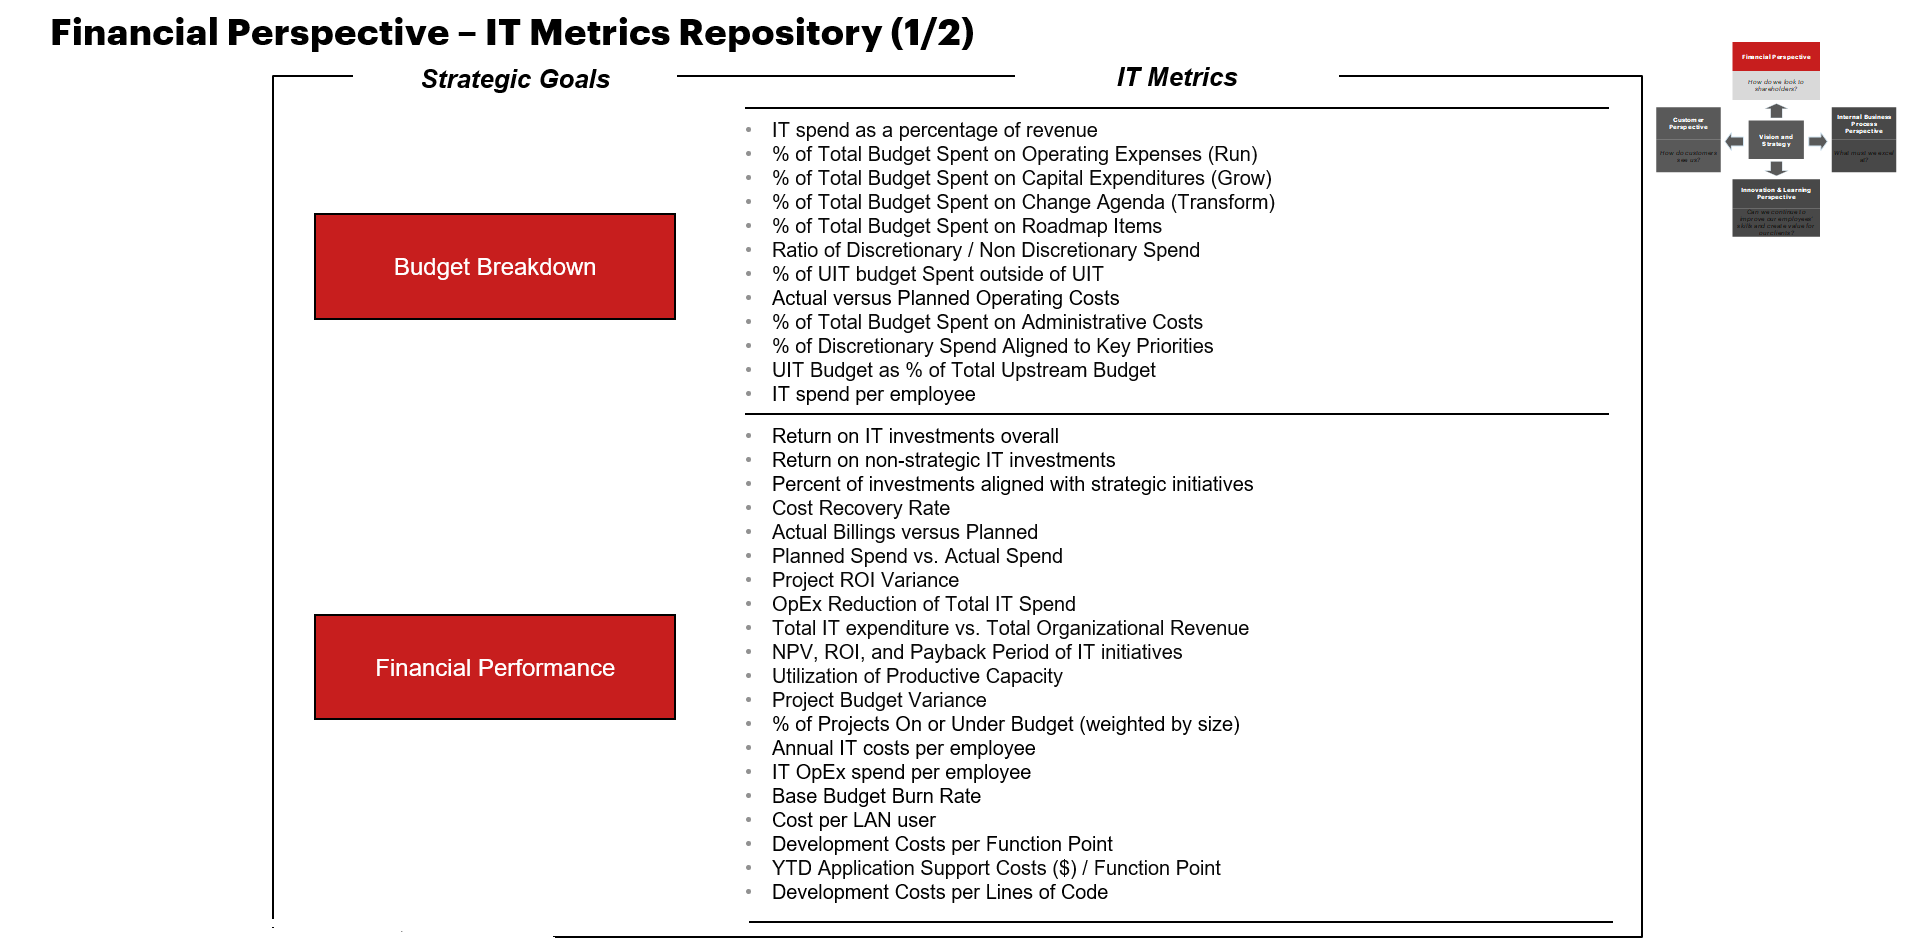 Financial Perspective – IT Metrics Repository (1/2)
Strategic Goals
IT Metrics
Budget Breakdown
• IT spend as a percentage of revenue
• % of Total Budget Spent on Operating Expenses (Run)
• % of Total Budget Spent on Capital Expenditures (Grow)
• % of Total Budget Spent on Change Agenda (Transform)
• % of Total Budget Spent on Roadmap Items
• Ratio of Discretionary / Non Discretionary Spend
• % of UIT budget Spent outside of UIT
• Actual versus Planned Operating Costs
• % of Total Budget Spent on Administrative Costs
• % of Discretionary Spend Aligned to Key Priorities
• UIT Budget as % of Total Upstream Budget
• IT spend per employee
Financial Performance
• Return on IT investments overall
• Return on non-strategic IT investments
• Percent of investments aligned with strategic initiatives
• Cost Recovery Rate
• Actual Billings versus Planned
• Planned Spend vs. Actual Spend
• Project ROI Variance
• OpEx Reduction of Total IT Spend
• Total IT expenditure vs. Total Organizational Revenue
• NPV, ROI, and Payback Period of IT initiatives
• Utilization of Productive Capacity
• Project Budget Variance
• % of Projects On or Under Budget (weighted by size)
• Annual IT costs per employee
• IT OpEx spend per employee
• Base Budget Burn Rate
• Cost per LAN user
• Development Costs per Function Point
• YTD Application Support Costs ($) / Function Point
• Development Costs per Lines of Code
Financial Perspective
How do we look to
shareholders?
Customer
Perspective
How do customers
see us?
Vision and
Strategy
Internal Business
Process
Perspective
What must we excel
at?
Innovation & Learning
Perspective
Can we continue to
improve our employees'
skills and create value for
our clients?